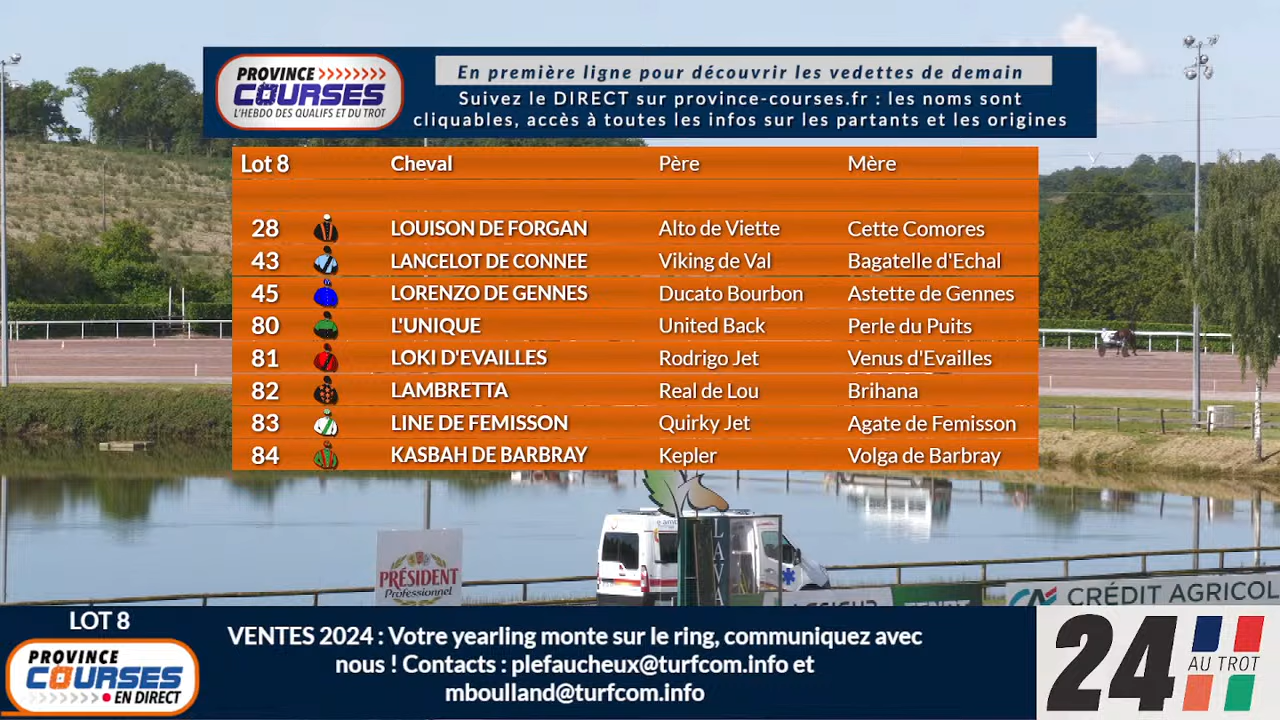 PROVINCE
COURSES
L'HEBDO DES QUALIFS ET DU TROT
En première ligne pour découvrir les vedettes de demain
Suivez le DIRECT sur province-courses.fr : les noms sont
cliquables, accès à toutes les infos sur les partants et les origines
Lot 8 Cheval Père Mère
28 LOUISON DE FORGAN Alto de Viette Cette Comores
43 LANCELOT DE CONNEE Viking de Val Bagatelle d'Echal
45 LORENZO DE GENNES Ducato Bourbon Astette de Gennes
80 L'UNIQUE United Back Perle du Puits
81 LOKI D'EVAILLES Rodrigo Jet Venus d'Evailles
82 LAMBRETTA Real de Lou Brihana
83 LINE DE FEMISSON Quirky Jet Agate de Femisson
84 KASBAH DE BARBRAY Kepler Volga de Barbray
PRÉSIDENT
Professionnel
LAVA
CRÉDIT AGRICOL
LOT 8
PROVINCE
COURSES
EN DIRECT
VENTES 2024 : Votre yearling monte sur le ring, communiquez avec
nous ! Contacts : plefaucheux@turfcom.info et
mboulland@turfcom.info
24
AU TROT